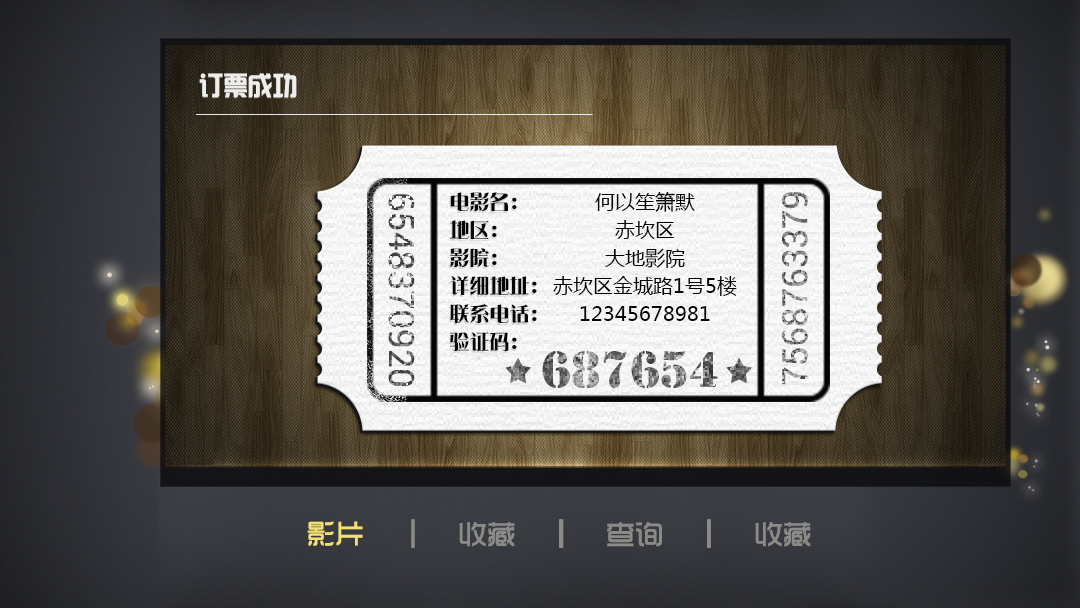 订票成功
6548370920
电影名： 何以笙箫默
地区： 赤坎区
影院： 大地影院
详细地址： 赤坎区金城路1号5楼
联系电话： 12345678981
验证码：
★687654★
7568763379
影片 | 收藏 | 查询 | 收藏